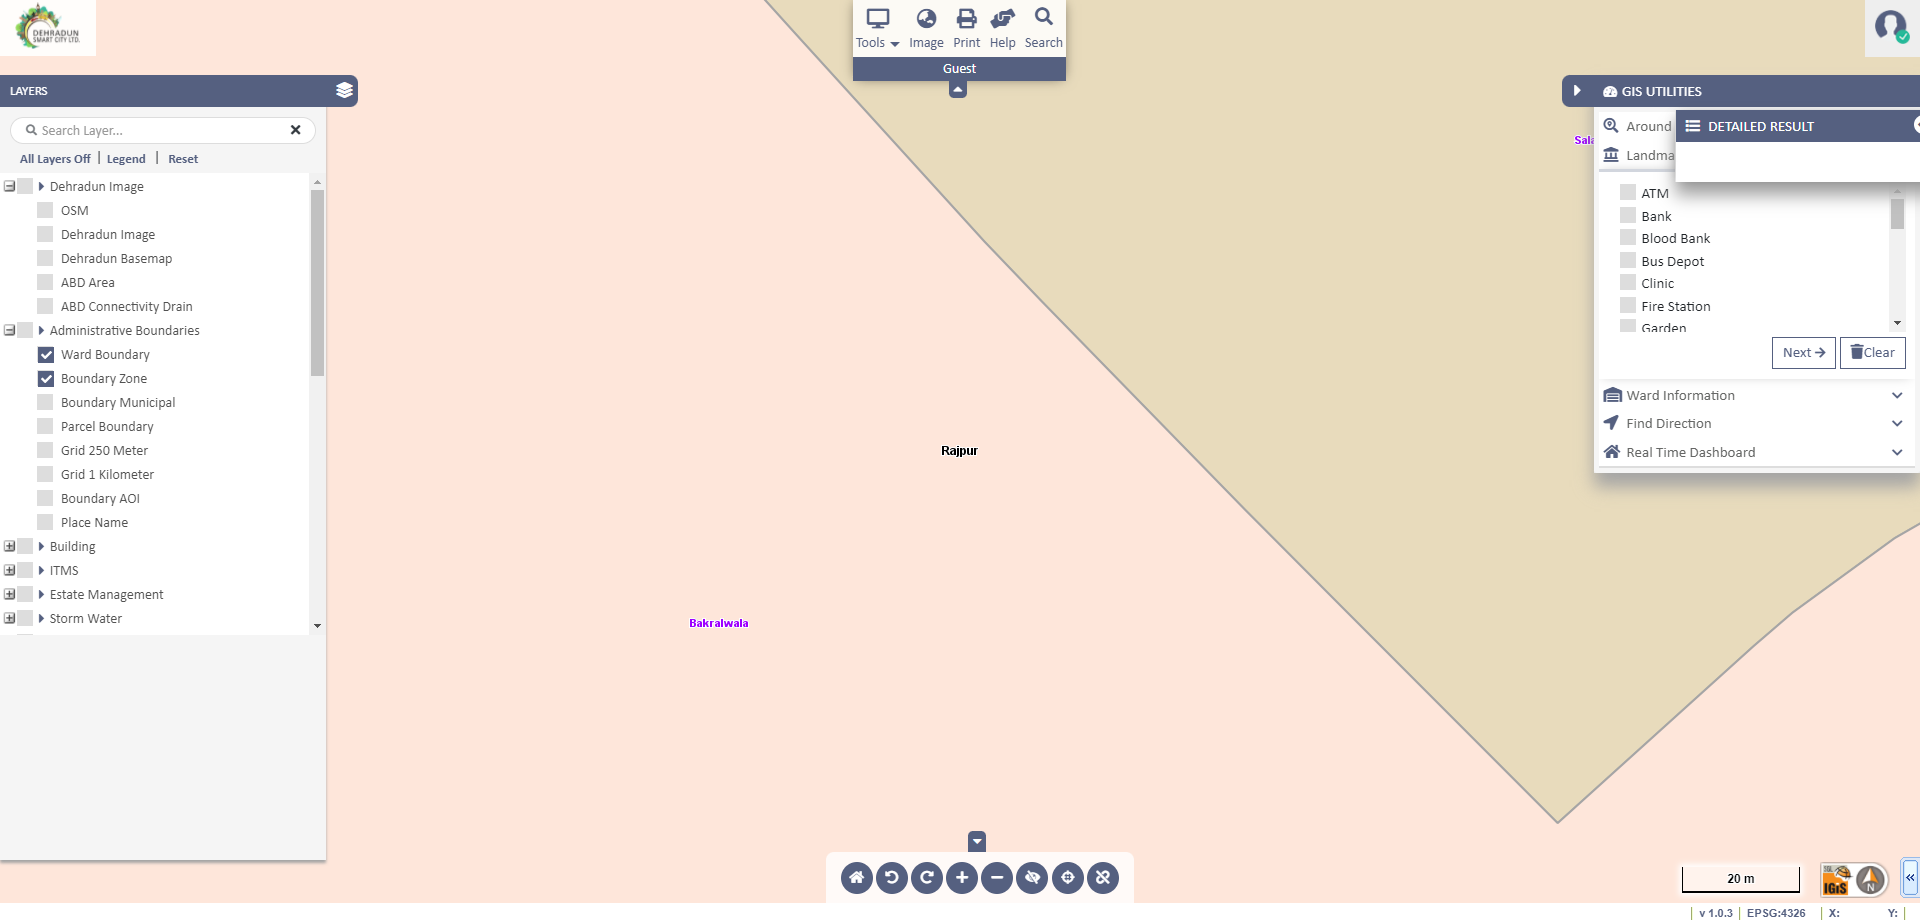 DEHRADUN
SMART CITY LTD.
Tools
Image
Print
Help
Search
Guest
LAYERS
Search Layer...
All Layers Off
Legend
Reset
Dehradun Image
OSM
Dehradun Image
Dehradun Basemap
ABD Area
ABD Connectivity Drain
Administrative Boundaries
Ward Boundary
Boundary Zone
Boundary Municipal
Parcel Boundary
Grid 250 Meter
Grid 1 Kilometer
Boundary AOI
Place Name
Building
ITMS
Estate Management
Storm Water
Rajpur
Bakralwala
Sala
GIS UTILITIES
Around
DETAILED RESULT
Landma
ATM
Bank
Blood Bank
Bus Depot
Clinic
Fire Station
Garden
Next
Clear
Ward Information
Find Direction
Real Time Dashboard
20 m
IGiS
N
v 1.0.3
EPSG:4326
X:
Y: